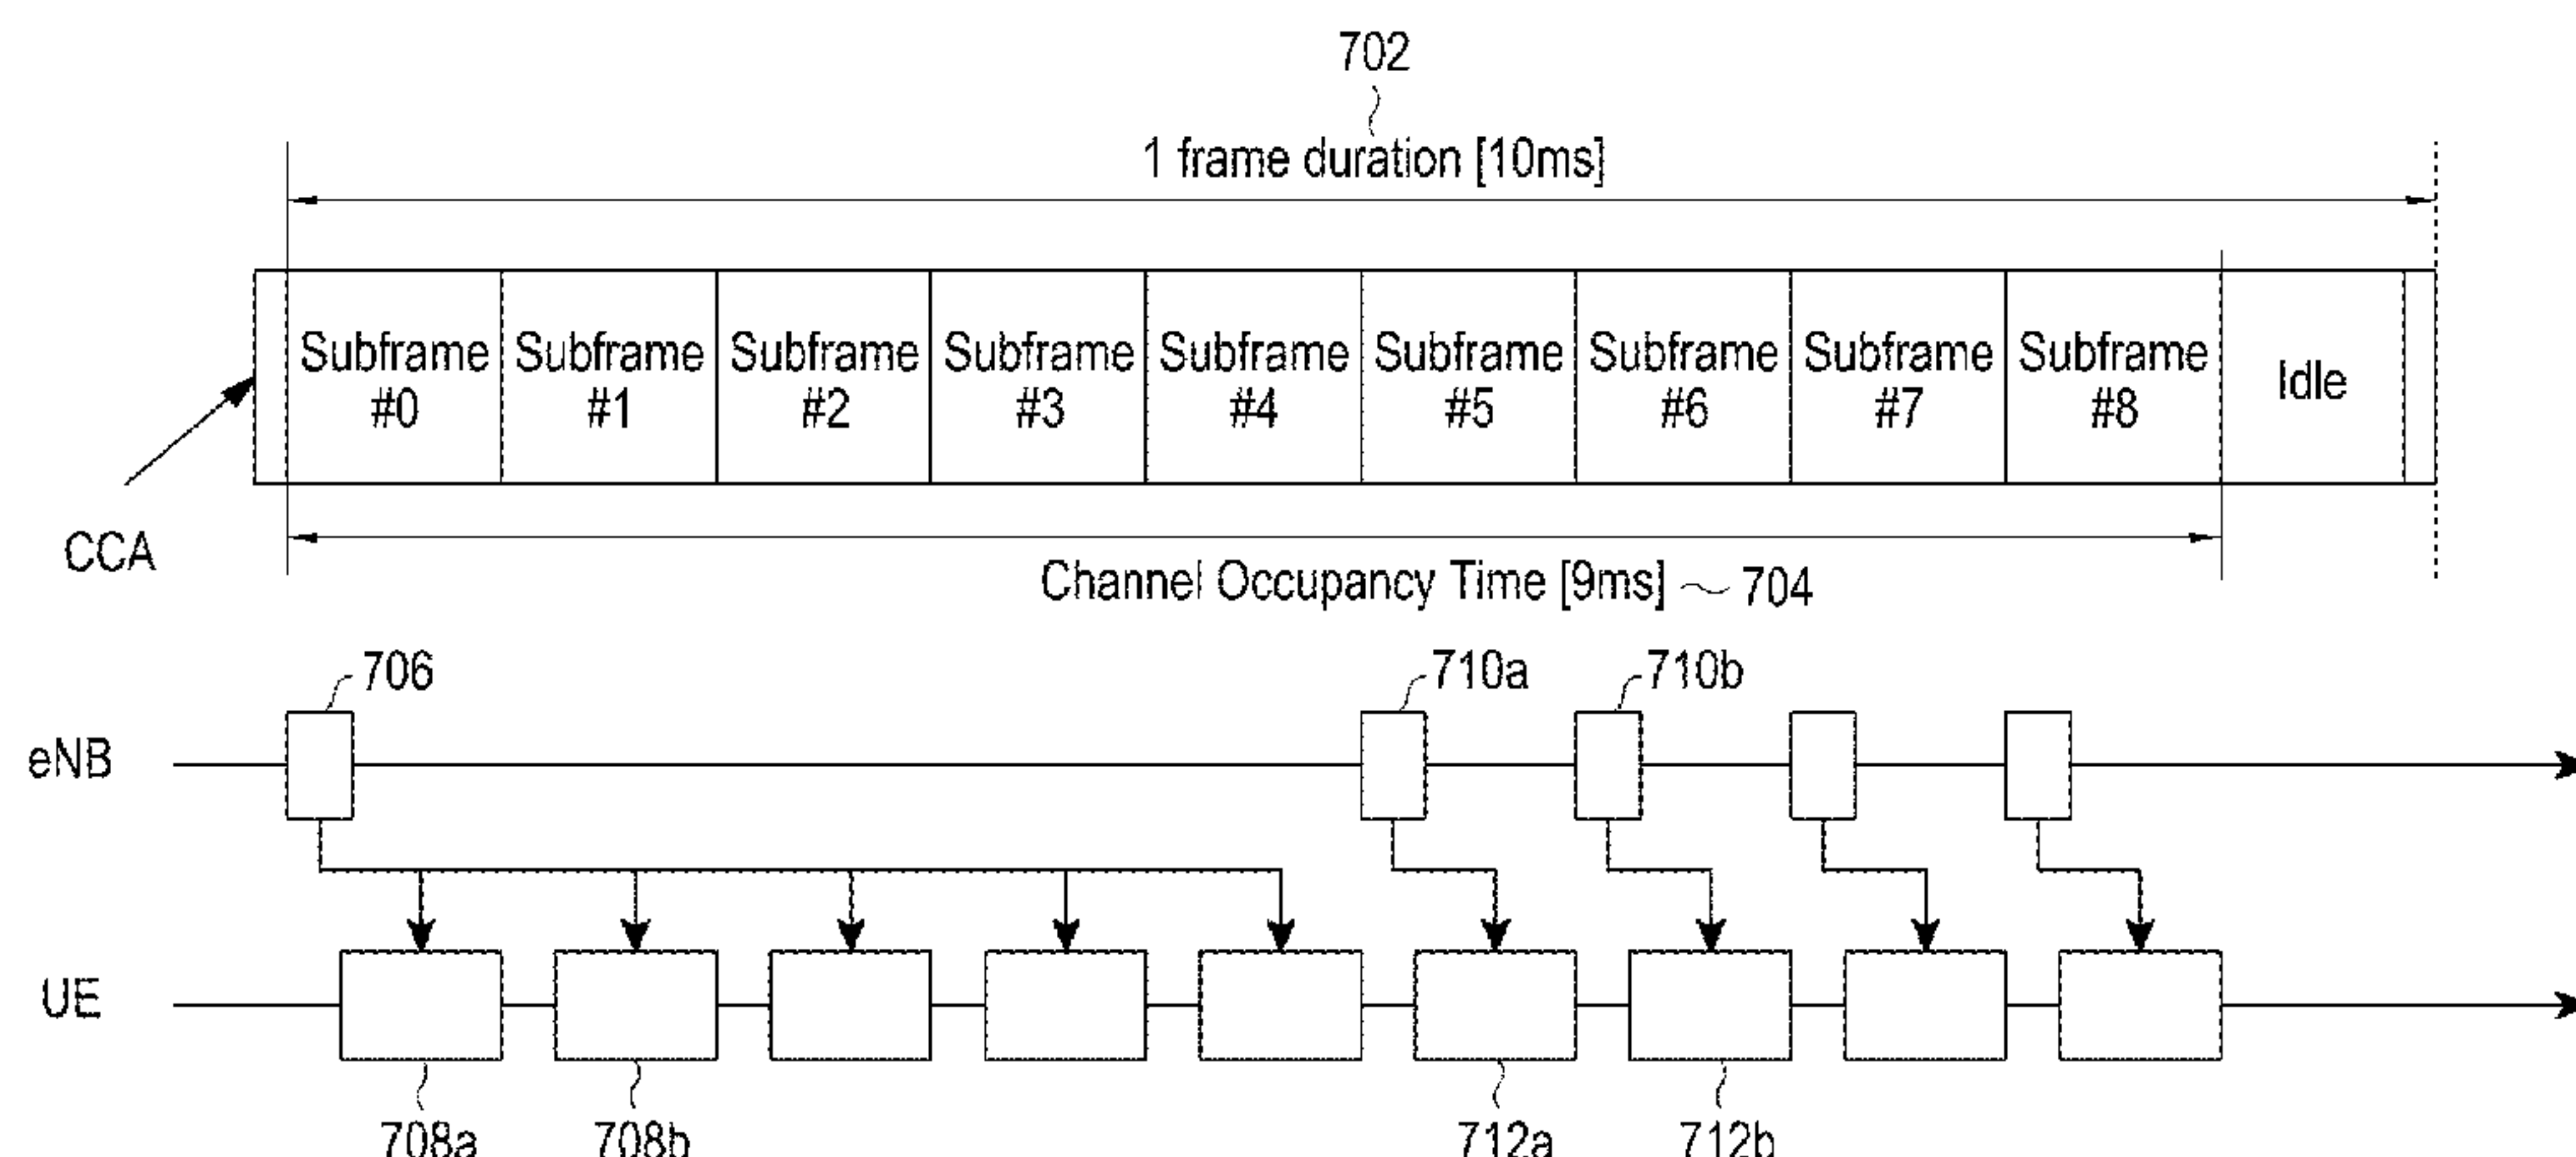 702
1 frame duration [10ms]
Subframe #0
Subframe #1
Subframe #2
Subframe #3
Subframe #4
Subframe #5
Subframe #6
Subframe #7
Subframe #8
Idle
CCA
Channel Occupancy Time [9ms] 704
706
710a
710b
eNB
UE
708a
708b
712a
712b